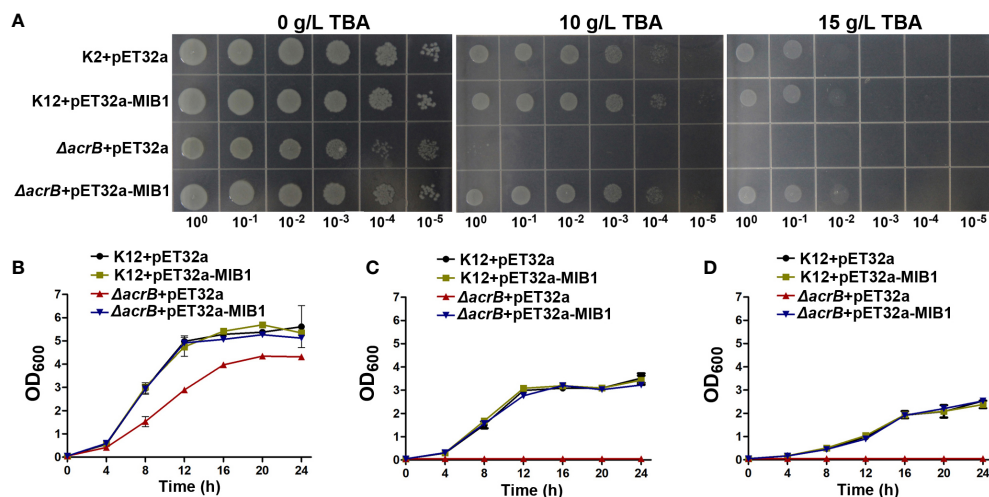 A
0 g/L TBA
10 g/L TBA
15 g/L TBA
K2+pET32a
K12+pET32a-MIB1
ΔacrB+pET32a
ΔacrB+pET32a-MIB1
10⁰ 10⁻¹ 10⁻² 10⁻³ 10⁻⁴ 10⁻⁵
10⁰ 10⁻¹ 10⁻² 10⁻³ 10⁻⁴ 10⁻⁵
10⁰ 10⁻¹ 10⁻² 10⁻³ 10⁻⁴ 10⁻⁵
B
K12+pET32a
K12+pET32a-MIB1
ΔacrB+pET32a
ΔacrB+pET32a-MIB1
OD₆₀₀
7
6
5
4
3
2
1
0
0 4 8 12 16 20 24
Time (h)
C
K12+pET32a
K12+pET32a-MIB1
ΔacrB+pET32a
ΔacrB+pET32a-MIB1
OD₆₀₀
7
6
5
4
3
2
1
0
0 4 8 12 16 20 24
Time (h)
D
K12+pET32a
K12+pET32a-MIB1
ΔacrB+pET32a
ΔacrB+pET32a-MIB1
OD₆₀₀
7
6
5
4
3
2
1
0
0 4 8 12 16 20 24
Time (h)